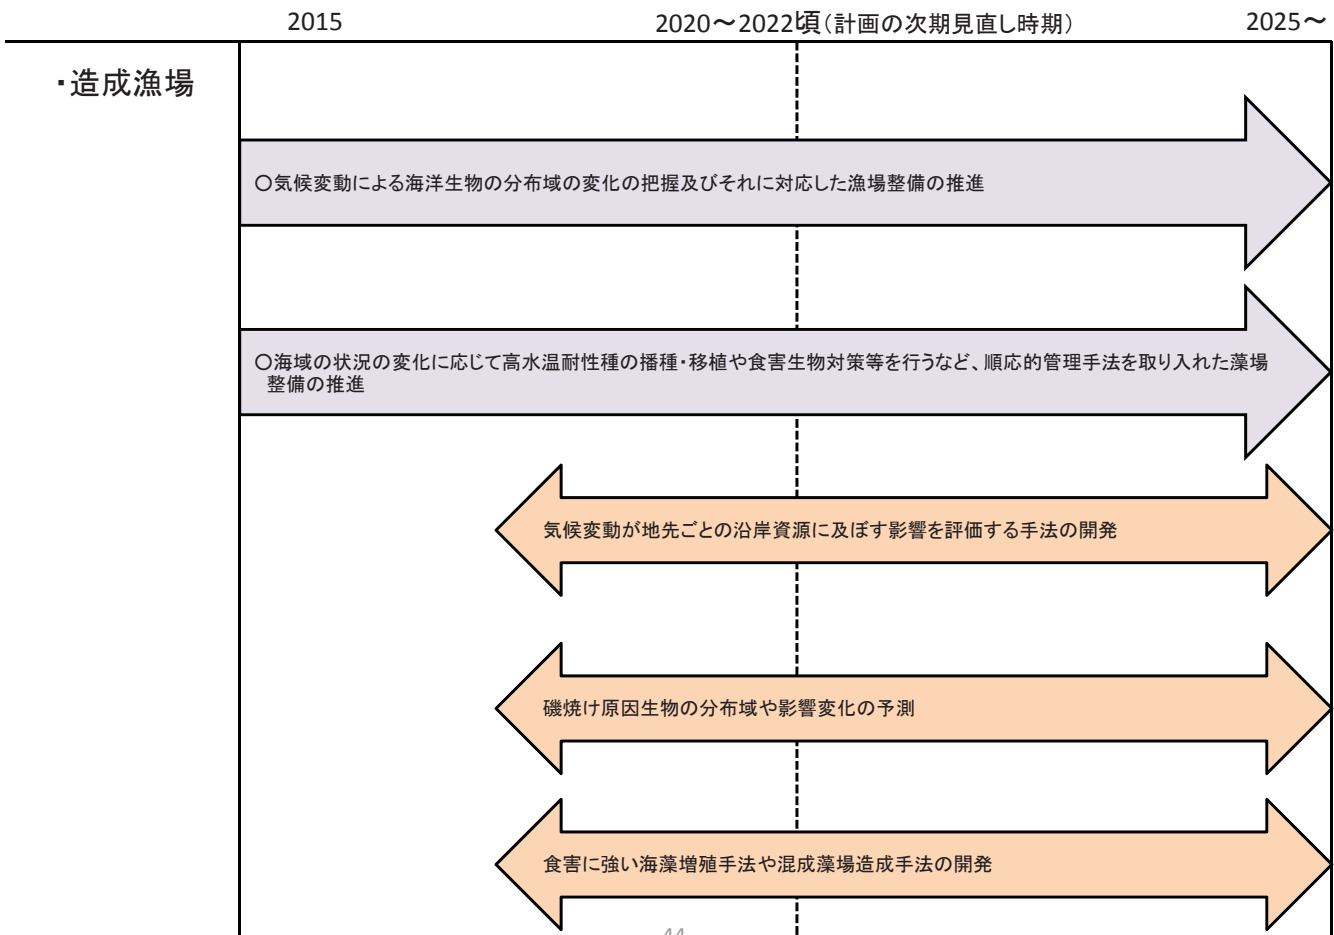 2015 2020～2022頃(計画の次期見直し時期) 2025～
・造成漁場
○気候変動による海洋生物の分布域の変化の把握及びそれに対応した漁場整備の推進
○海域の状況の変化に応じて高水温耐性種の播種・移植や食害生物対策等を行うなど、順応的管理手法を取り入れた藻場
整備の推進
気候変動が地先ごとの沿岸資源に及ぼす影響を評価する手法の開発
磯焼け原因生物の分布域や影響変化の予測
食害に強い海藻増殖手法や混成藻場造成手法の開発
44